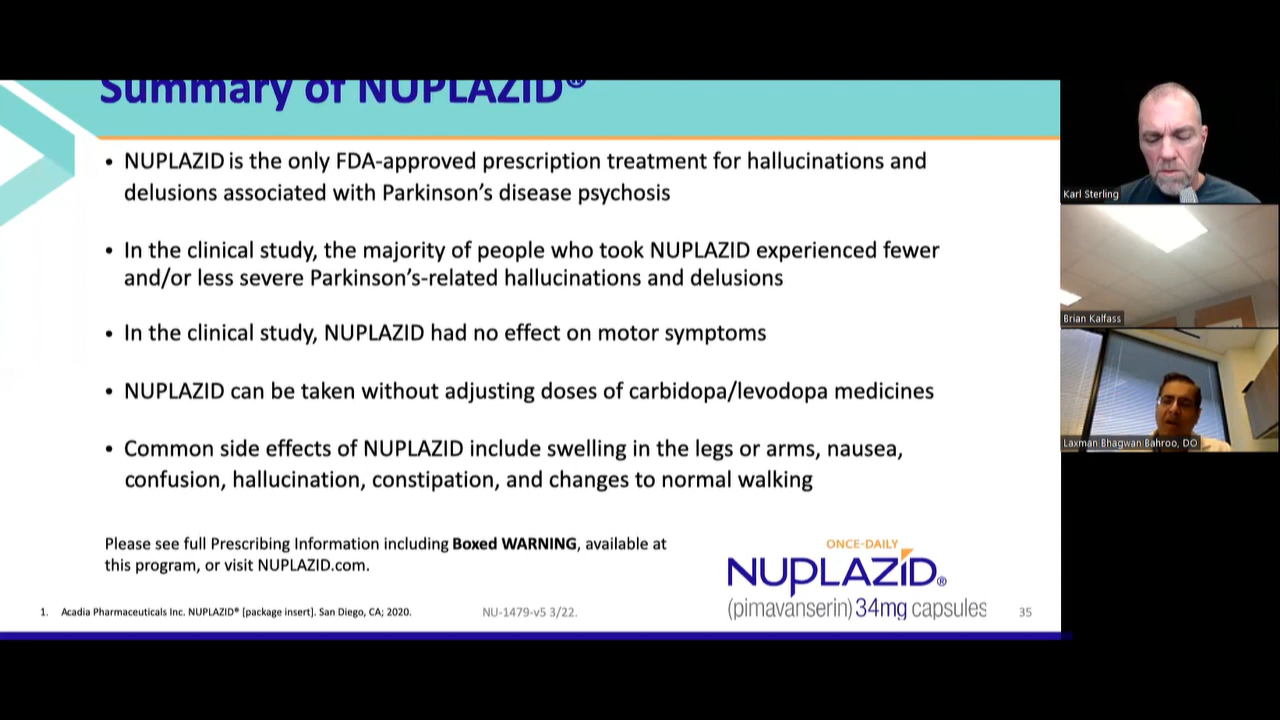 Summary of NUPLAZID®
• NUPLAZID is the only FDA-approved prescription treatment for hallucinations and
delusions associated with Parkinson's disease psychosis
• In the clinical study, the majority of people who took NUPLAZID experienced fewer
and/or less severe Parkinson's-related hallucinations and delusions
• In the clinical study, NUPLAZID had no effect on motor symptoms
• NUPLAZID can be taken without adjusting doses of carbidopa/levodopa medicines
• Common side effects of NUPLAZID include swelling in the legs or arms, nausea,
confusion, hallucination, constipation, and changes to normal walking
Please see full Prescribing Information including Boxed WARNING, available at
this program, or visit NUPLAZID.com.
ONCE-DAILY
NUPLAZID®
(pimavanserin) 34mg capsules
1. Acadia Pharmaceuticals Inc. NUPLAZID® [package insert]. San Diego, CA; 2020.
NU-1479-v5 3/22.
35
Karl Sterling
Brian Kalfass
Laxman Bhagwan Bahroo, DO